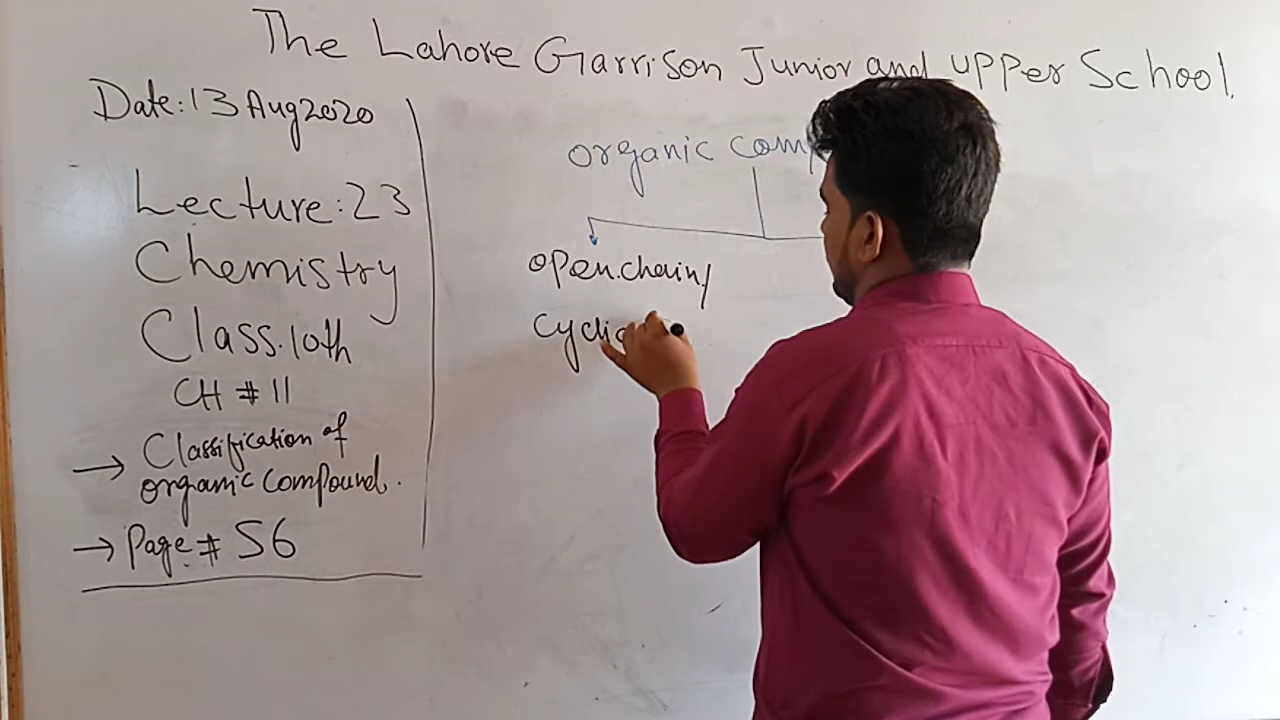 The Lahore Garrison Junior and upper School.
Date: 13 Aug 2020
Lecture: 23
Chemistry
Class. 10th
CH # 11
→ Classification of
organic compound.
→ Page # 56
organic comp
open.chain/
Cyclic